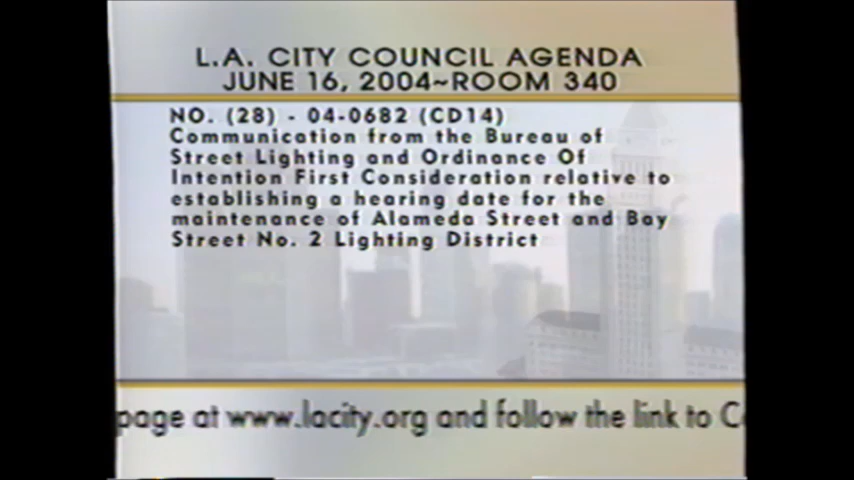 L.A. CITY COUNCIL AGENDA
JUNE 16, 2004~ROOM 340
NO. (28) - 04-0682 (CD14)
Communication from the Bureau of
Street Lighting and Ordinance Of
Intention First Consideration relative to
establishing a hearing date for the
maintenance of Alameda Street and Bay
Street No. 2 Lighting District
page at www.lacity.org and follow the link to